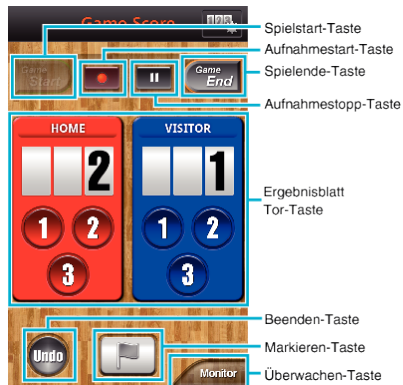 Game Score
123
Spielstart-Taste
Aufnahmestart-Taste
Game
Start
Game
End
Spielende-Taste
Aufnahmestopp-Taste
HOME
VISITOR
2
1
Ergebnisblatt
Tor-Taste
1
2
1
2
3
3
Beenden-Taste
Undo
Markieren-Taste
Monitor
Überwachen-Taste